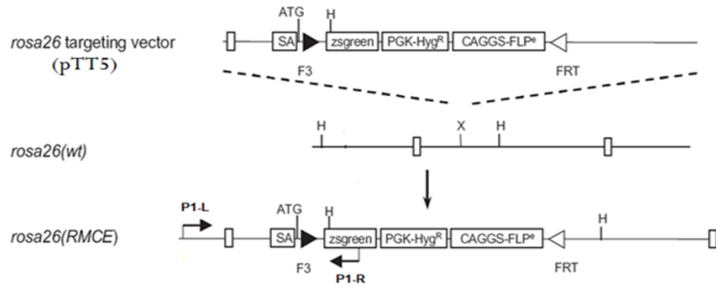 ATG H
rosa26 targeting vector
(pTT5)
SA zsgreen PGK-Hygᴿ CAGGS-FLPᵉ
F3 FRT
H X H
rosa26(wt)
P1-L ATG H H
rosa26(RMCE)
SA zsgreen PGK-Hygᴿ CAGGS-FLPᵉ
F3 P1-R FRT